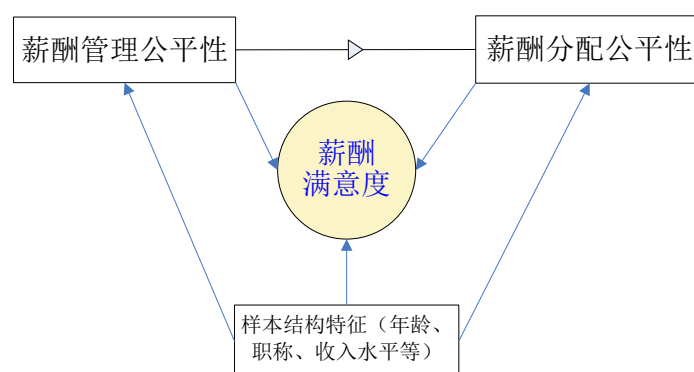 薪酬管理公平性
薪酬分配公平性
薪酬
满意度
样本结构特征（年龄、
职称、收入水平等）